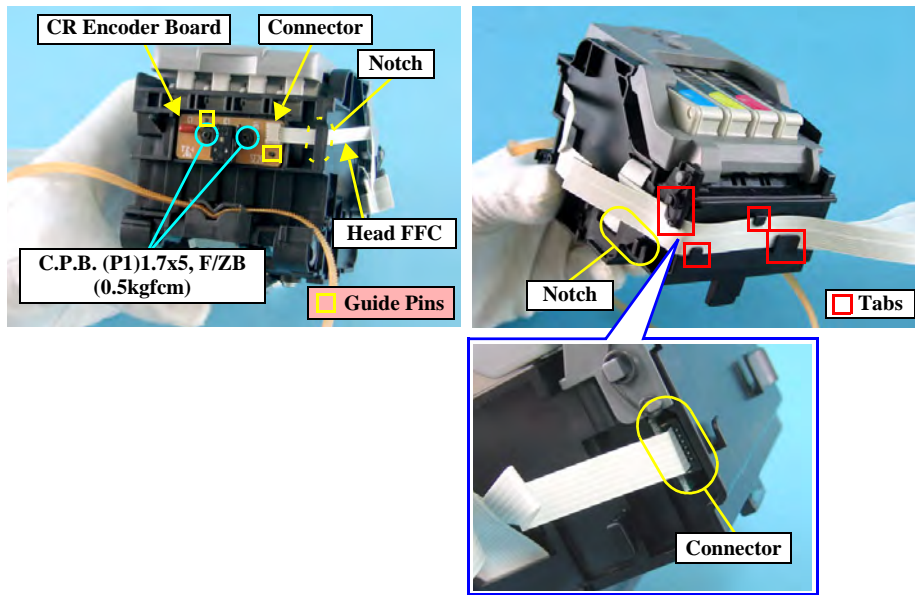 CR Encoder Board
Connector
Notch
Head FFC
C.P.B. (P1)1.7x5, F/ZB
(0.5kgfcm)
Guide Pins
Notch
Tabs
Connector